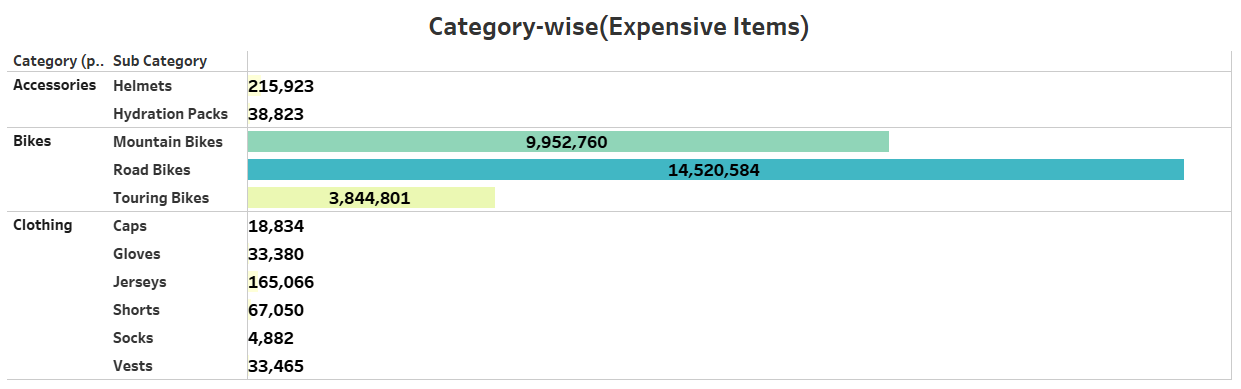 Category-wise(Expensive Items)
Category (p.. Sub Category
Accessories Helmets 215,923
Hydration Packs 38,823
Bikes Mountain Bikes 9,952,760
Road Bikes 14,520,584
Touring Bikes 3,844,801
Clothing Caps 18,834
Gloves 33,380
Jerseys 165,066
Shorts 67,050
Socks 4,882
Vests 33,465